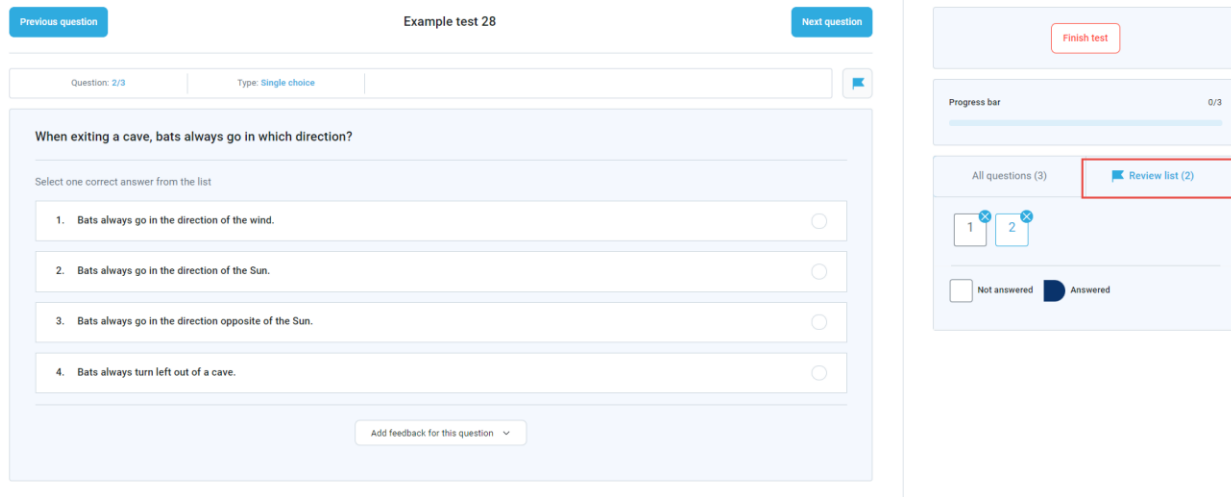 Previous question
Example test 28
Next question
Question: 2/3
Type: Single choice
When exiting a cave, bats always go in which direction?
Select one correct answer from the list
1. Bats always go in the direction of the wind.
2. Bats always go in the direction of the Sun.
3. Bats always go in the direction opposite of the Sun.
4. Bats always turn left out of a cave.
Add feedback for this question
Finish test
Progress bar 0/3
All questions (3)
Review list (2)
1 2
Not answered Answered